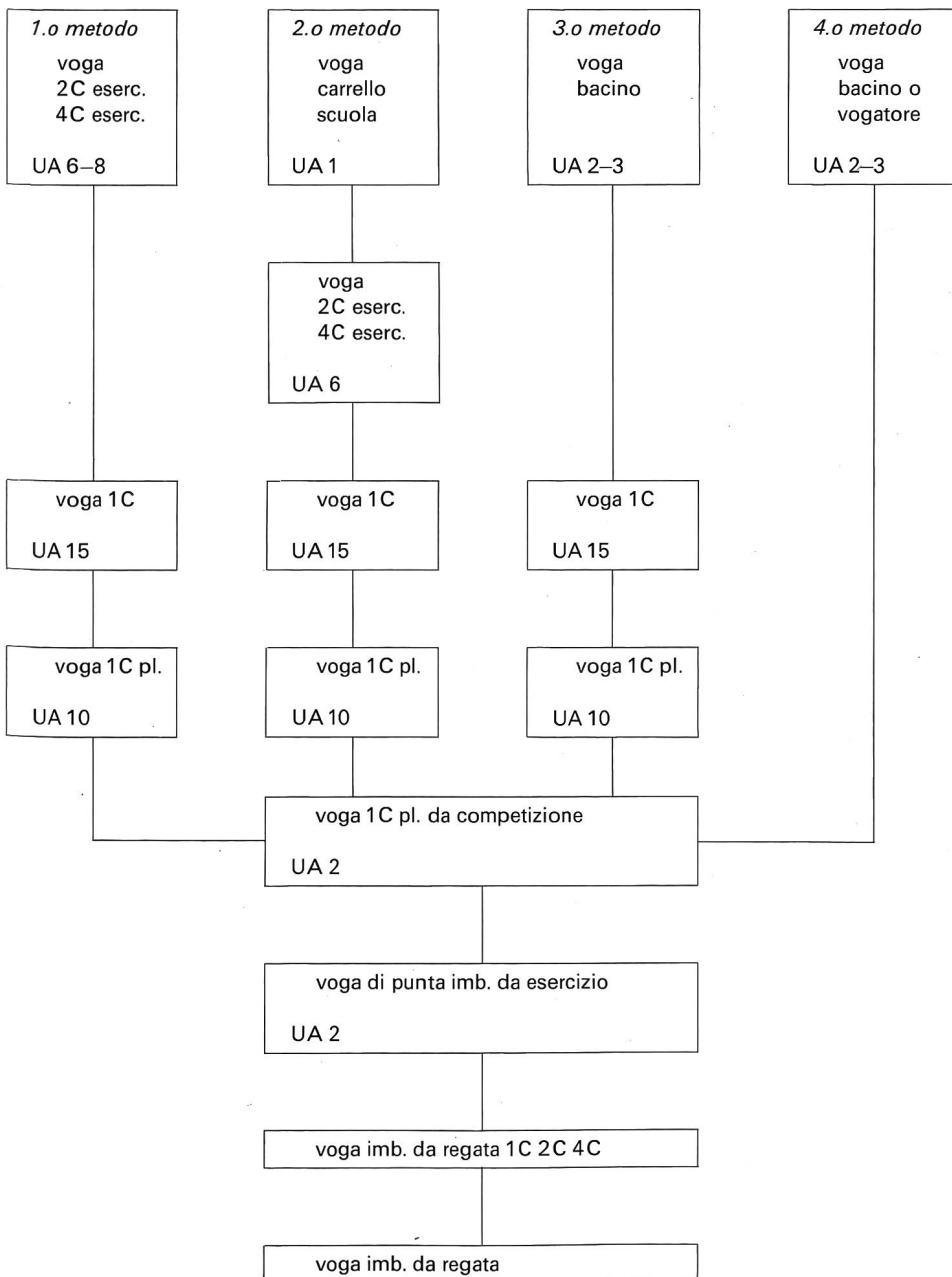 1.o metodo
voga
2C eserc.
4C eserc.
UA 6–8
2.o metodo
voga
carrello
scuola
UA 1
3.o metodo
voga
bacino
UA 2–3
4.o metodo
voga
bacino o
vogatore
UA 2–3
voga
2C eserc.
4C eserc.
UA 6
voga 1C
UA 15
voga 1C
UA 15
voga 1C
UA 15
voga 1C pl.
UA 10
voga 1C pl.
UA 10
voga 1C pl.
UA 10
voga 1C pl. da competizione
UA 2
voga di punta imb. da esercizio
UA 2
voga imb. da regata 1C 2C 4C
voga imb. da regata